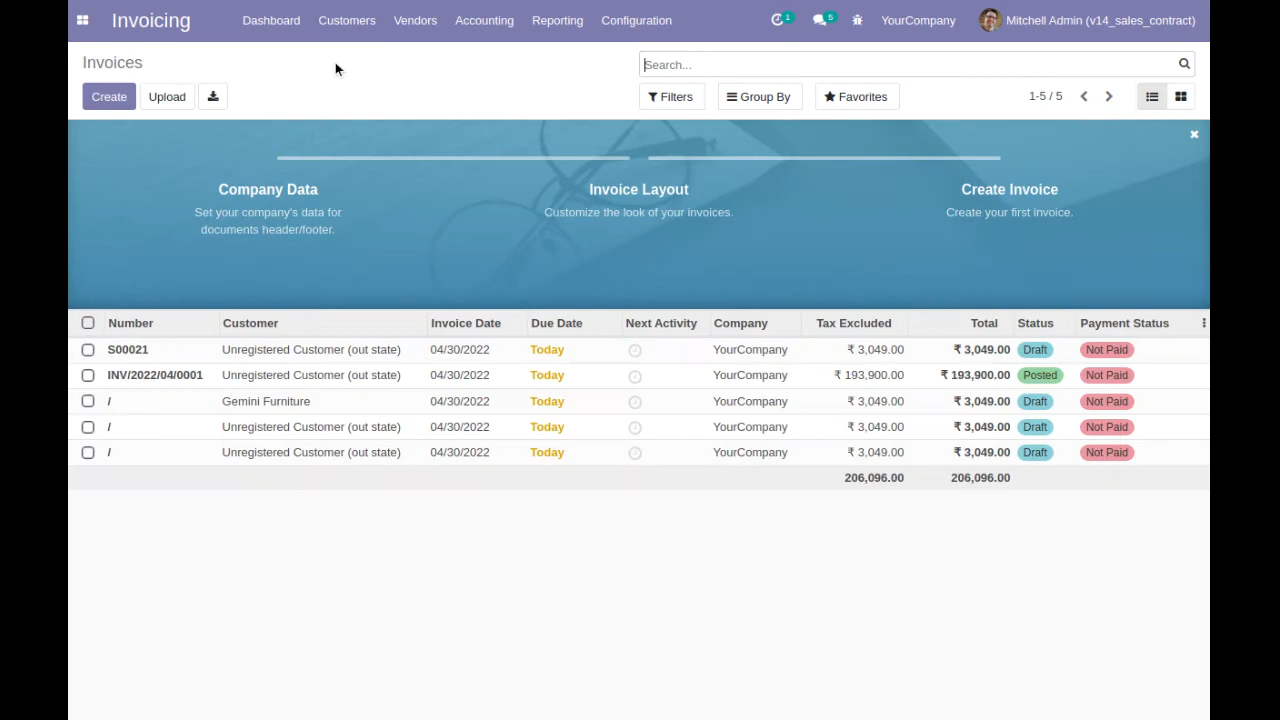 Invoicing Dashboard Customers Vendors Accounting Reporting Configuration 1 5 YourCompany Mitchell Admin (v14_sales_contract)
Invoices Search...
Create Upload Filters Group By Favorites 1-5 / 5
Company Data Invoice Layout Create Invoice
Set your company's data for Customize the look of your invoices. Create your first invoice.
documents header/footer.
Number Customer Invoice Date Due Date Next Activity Company Tax Excluded Total Status Payment Status
S00021 Unregistered Customer (out state) 04/30/2022 Today YourCompany ₹ 3,049.00 ₹ 3,049.00 Draft Not Paid
INV/2022/04/0001 Unregistered Customer (out state) 04/30/2022 Today YourCompany ₹ 193,900.00 ₹ 193,900.00 Posted Not Paid
/ Gemini Furniture 04/30/2022 Today YourCompany ₹ 3,049.00 ₹ 3,049.00 Draft Not Paid
/ Unregistered Customer (out state) 04/30/2022 Today YourCompany ₹ 3,049.00 ₹ 3,049.00 Draft Not Paid
/ Unregistered Customer (out state) 04/30/2022 Today YourCompany ₹ 3,049.00 ₹ 3,049.00 Draft Not Paid
206,096.00 206,096.00